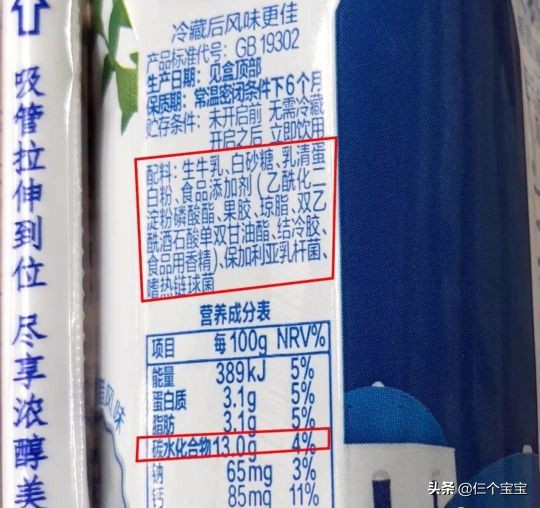 吸管拉伸到位 尽享浓醇美
冷藏后风味更佳
产品标准代号：GB 19302
生产日期：见盒顶部
保质期：常温密闭条件下6个月
贮存条件：未开启前 无需冷藏
开启之后 立即饮用
配料：生牛乳、白砂糖、乳清蛋
白粉、食品添加剂（乙酰化二
淀粉磷酸酯、果胶、琼脂、双乙
酰酒石酸单双甘油酯、结冷胶、
食品用香精）、保加利亚乳杆菌、
嗜热链球菌
营养成分表
项目 每100g NRV%
能量 389kJ 5%
蛋白质 3.1g 5%
脂肪 3.1g 5%
碳水化合物 13.0g 4%
钠 65mg 3%
钙 85mg 11%
风味
头条 @仨个宝宝